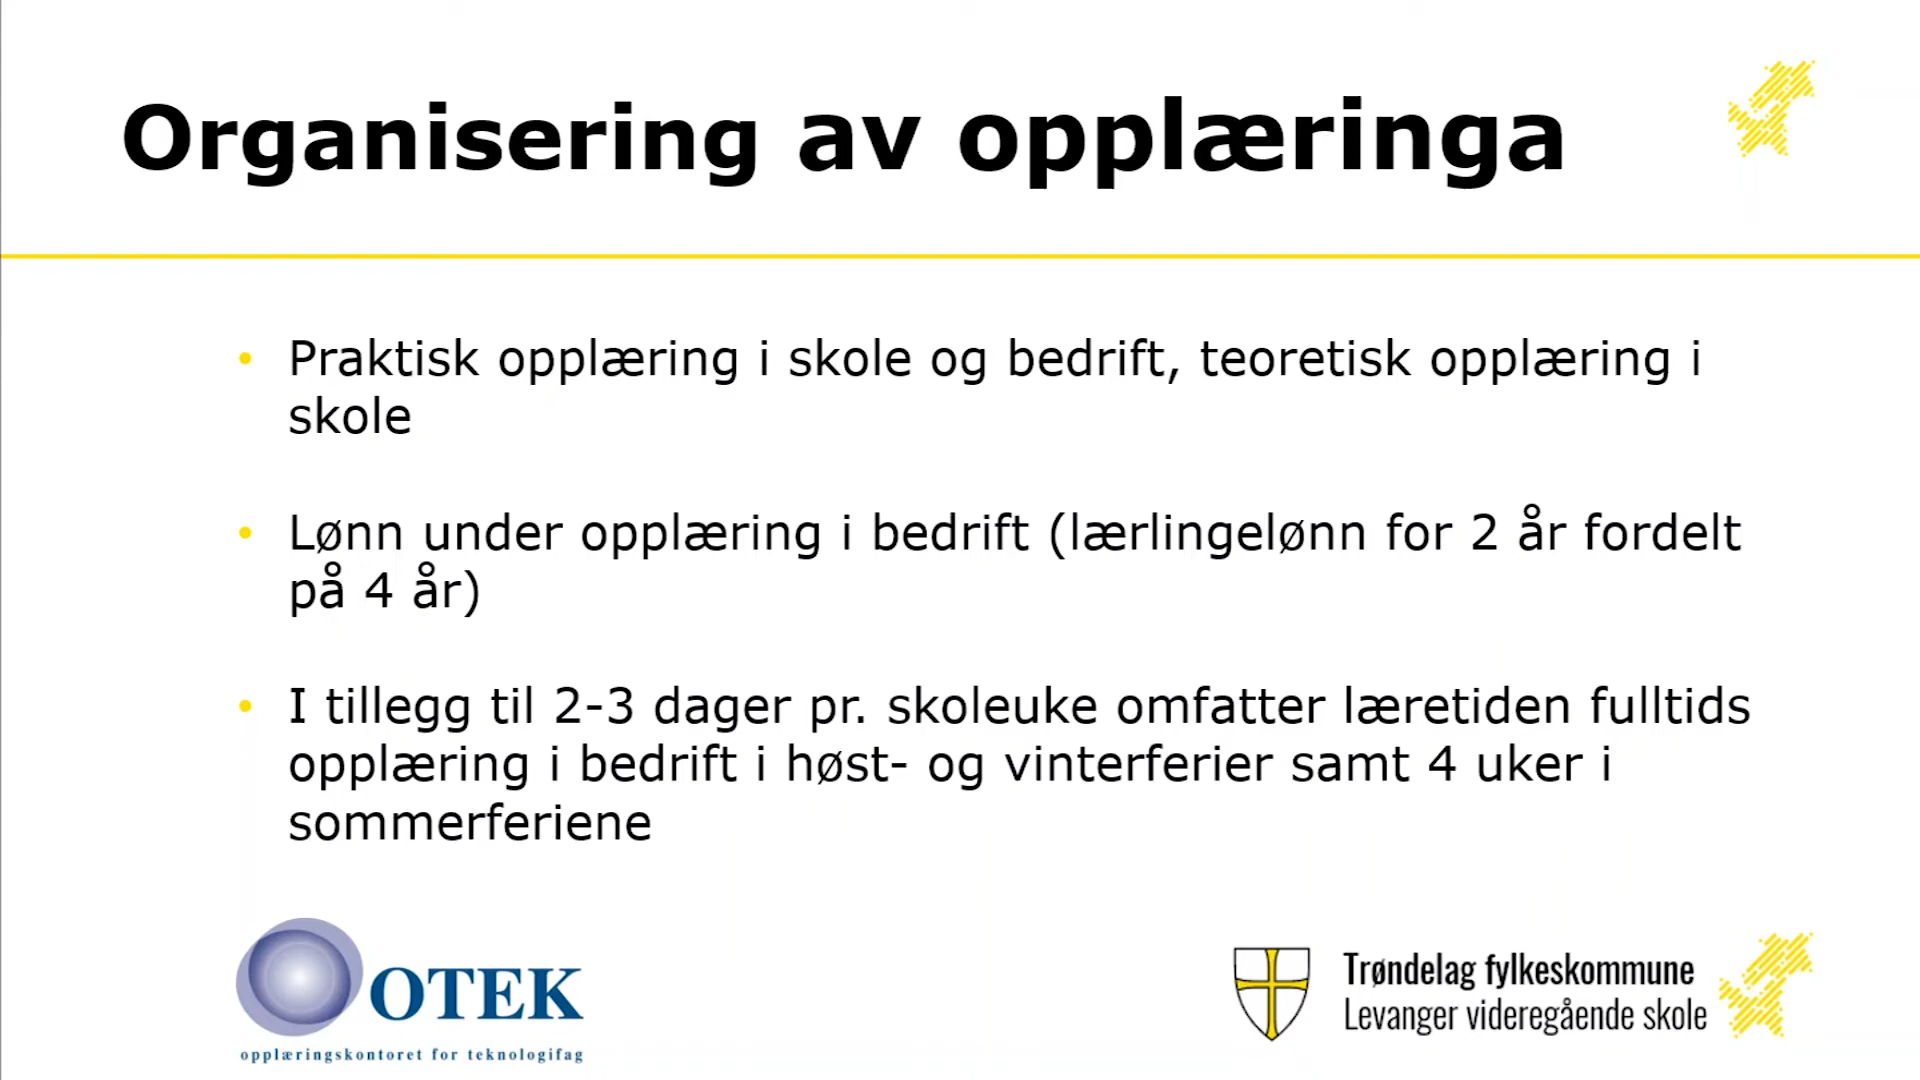 Organisering av opplæringa
• Praktisk opplæring i skole og bedrift, teoretisk opplæring i
skole
• Lønn under opplæring i bedrift (lærlingelønn for 2 år fordelt
på 4 år)
• I tillegg til 2-3 dager pr. skoleuke omfatter læretiden fulltids
opplæring i bedrift i høst- og vinterferier samt 4 uker i
sommerferiene
OTEK
opplæringskontoret for teknologifag
Trøndelag fylkeskommune
Levanger videregående skole